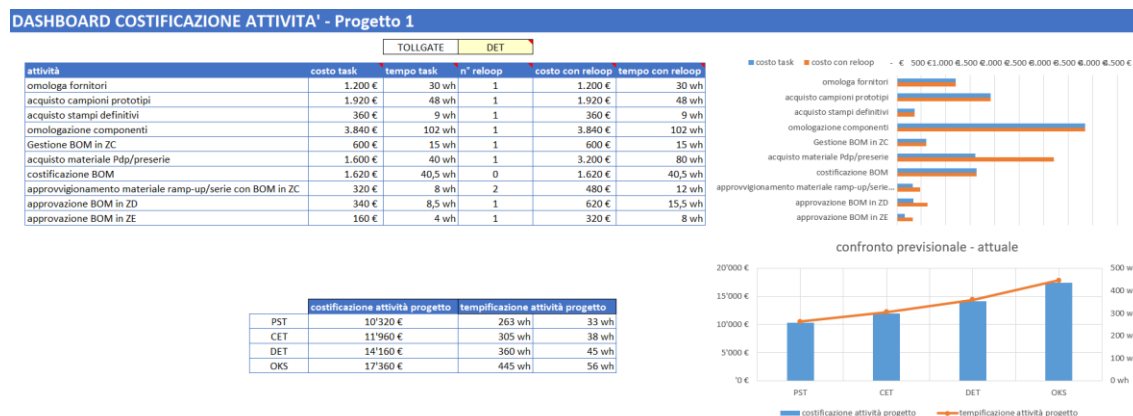 DASHBOARD COSTIFICAZIONE ATTIVITA' - Progetto 1
TOLLGATE DET
attività costo task tempo task n° reloop costo con reloop tempo con reloop
omologa fornitori 1.200 € 30 wh 1 1.200 € 30 wh
acquisto campioni prototipi 1.920 € 48 wh 1 1.920 € 48 wh
acquisto stampi definitivi 360 € 9 wh 1 360 € 9 wh
omologazione componenti 3.840 € 102 wh 1 3.840 € 102 wh
Gestione BOM in ZC 600 € 15 wh 1 600 € 15 wh
acquisto materiale Pdp/preserie 1.600 € 40 wh 1 3.200 € 80 wh
costificazione BOM 1.620 € 40,5 wh 0 1.620 € 40,5 wh
approvvigionamento materiale ramp-up/serie con BOM in ZC 320 € 8 wh 2 480 € 12 wh
approvazione BOM in ZD 340 € 8,5 wh 1 620 € 15,5 wh
approvazione BOM in ZE 160 € 4 wh 1 320 € 8 wh
costo task costo con reloop - € 500 €1.000 €1.500 €2.000 €2.500 €3.000 €3.500 €4.000 €4.500 €
omologa fornitori
acquisto campioni prototipi
acquisto stampi definitivi
omologazione componenti
Gestione BOM in ZC
acquisto materiale Pdp/preserie
costificazione BOM
approvvigionamento materiale ramp-up/serie...
approvazione BOM in ZD
approvazione BOM in ZE
costificazione attività progetto tempificazione attività progetto
PST 10'320 € 263 wh 33 wh
CET 11'960 € 305 wh 38 wh
DET 14'160 € 360 wh 45 wh
OKS 17'360 € 445 wh 56 wh
confronto previsionale - attuale
20'000 € 500 w
15'000 € 400 w
300 w
10'000 €
200 w
5'000 € 100 w
'0 € 0 wh
PST CET DET OKS
costificazione attività progetto tempificazione attività progetto